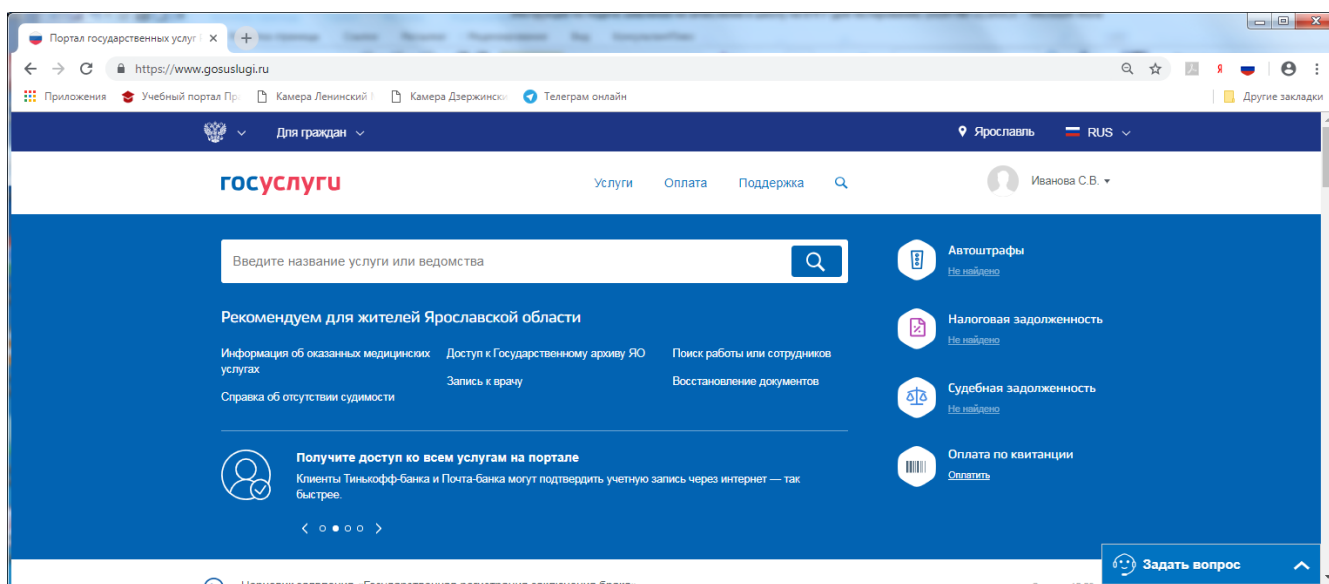 Портал государственных услуг
https://www.gosuslugi.ru
Приложения
Учебный портал Пр
Камера Ленинский
Камера Дзержинск
Телеграм онлайн
Другие закладки
Для граждан
Ярославль
RUS
госуслуги
Услуги
Оплата
Поддержка
Иванова С.В.
Введите название услуги или ведомства
Рекомендуем для жителей Ярославской области
Информация об оказанных медицинских
услугах
Справка об отсутствии судимости
Доступ к Государственному архиву ЯО
Запись к врачу
Поиск работы или сотрудников
Восстановление документов
Получите доступ ко всем услугам на портале
Клиенты Тинькофф-банка и Почта-банка могут подтвердить учетную запись через интернет — так
быстрее.
Автоштрафы
Не найдено
Налоговая задолженность
Не найдено
Судебная задолженность
Не найдено
Оплата по квитанции
Оплатить
Задать вопрос